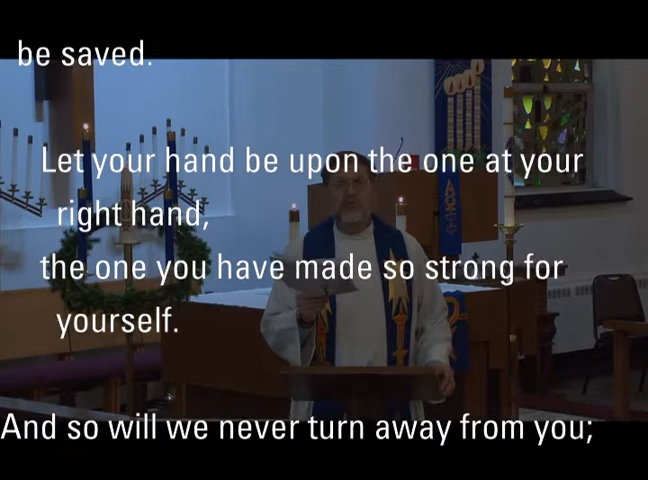 be saved.
Let your hand be upon the one at your
right hand,
the one you have made so strong for
yourself.
And so will we never turn away from you;